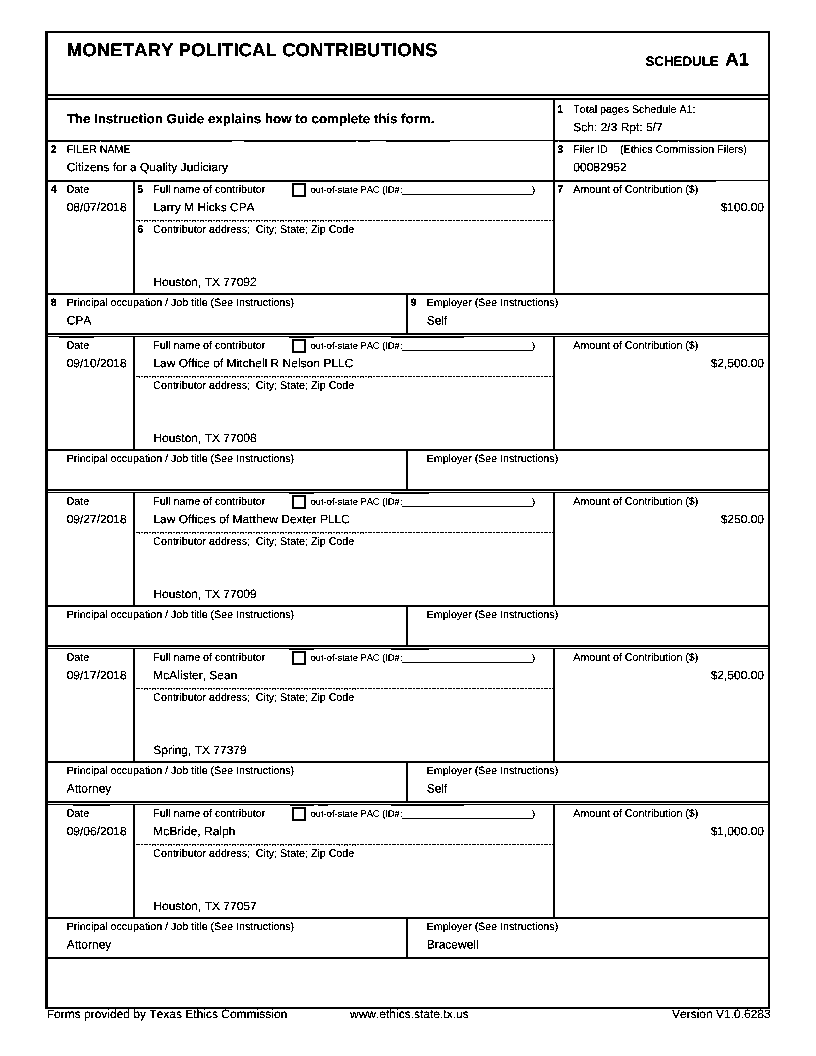 MONETARY POLITICAL CONTRIBUTIONS
SCHEDULE A1
The Instruction Guide explains how to complete this form.
1 Total pages Schedule A1:
Sch: 2/3 Rpt: 5/7
2 FILER NAME
Citizens for a Quality Judiciary
3 Filer ID (Ethics Commission Filers)
00082952
4 Date
08/07/2018
5 Full name of contributor out-of-state PAC (ID#:____________________)
Larry M Hicks CPA
6 Contributor address; City; State; Zip Code
Houston, TX 77092
7 Amount of Contribution ($)
$100.00
8 Principal occupation / Job title (See Instructions)
CPA
9 Employer (See Instructions)
Self
Date
09/10/2018
Full name of contributor out-of-state PAC (ID#:____________________)
Law Office of Mitchell R Nelson PLLC
Contributor address; City; State; Zip Code
Houston, TX 77008
Amount of Contribution ($)
$2,500.00
Principal occupation / Job title (See Instructions)
Employer (See Instructions)
Date
09/27/2018
Full name of contributor out-of-state PAC (ID#:____________________)
Law Offices of Matthew Dexter PLLC
Contributor address; City; State; Zip Code
Houston, TX 77009
Amount of Contribution ($)
$250.00
Principal occupation / Job title (See Instructions)
Employer (See Instructions)
Date
09/17/2018
Full name of contributor out-of-state PAC (ID#:____________________)
McAlister, Sean
Contributor address; City; State; Zip Code
Spring, TX 77379
Amount of Contribution ($)
$2,500.00
Principal occupation / Job title (See Instructions)
Attorney
Employer (See Instructions)
Self
Date
09/06/2018
Full name of contributor out-of-state PAC (ID#:____________________)
McBride, Ralph
Contributor address; City; State; Zip Code
Houston, TX 77057
Amount of Contribution ($)
$1,000.00
Principal occupation / Job title (See Instructions)
Attorney
Employer (See Instructions)
Bracewell
Forms provided by Texas Ethics Commission www.ethics.state.tx.us Version V1.0.6283